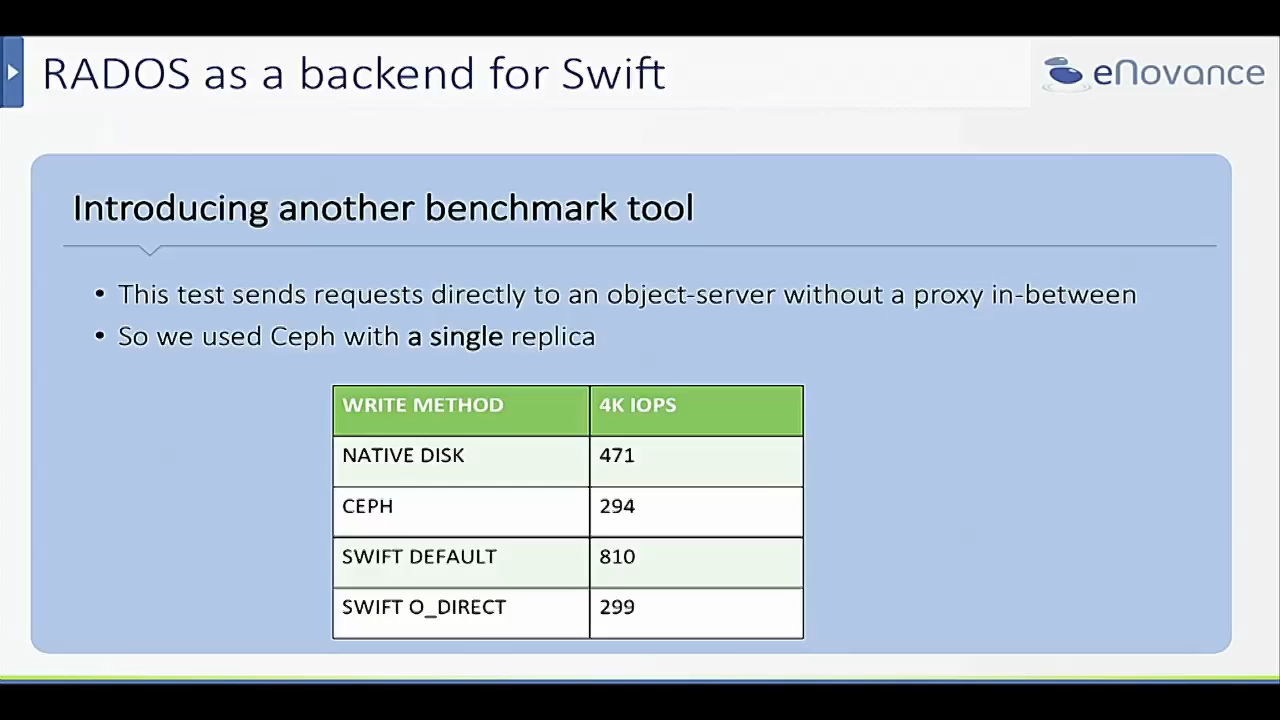 RADOS as a backend for Swift
eNovance
Introducing another benchmark tool
• This test sends requests directly to an object-server without a proxy in-between
• So we used Ceph with a single replica
WRITE METHOD 4K IOPS
NATIVE DISK 471
CEPH 294
SWIFT DEFAULT 810
SWIFT O_DIRECT 299